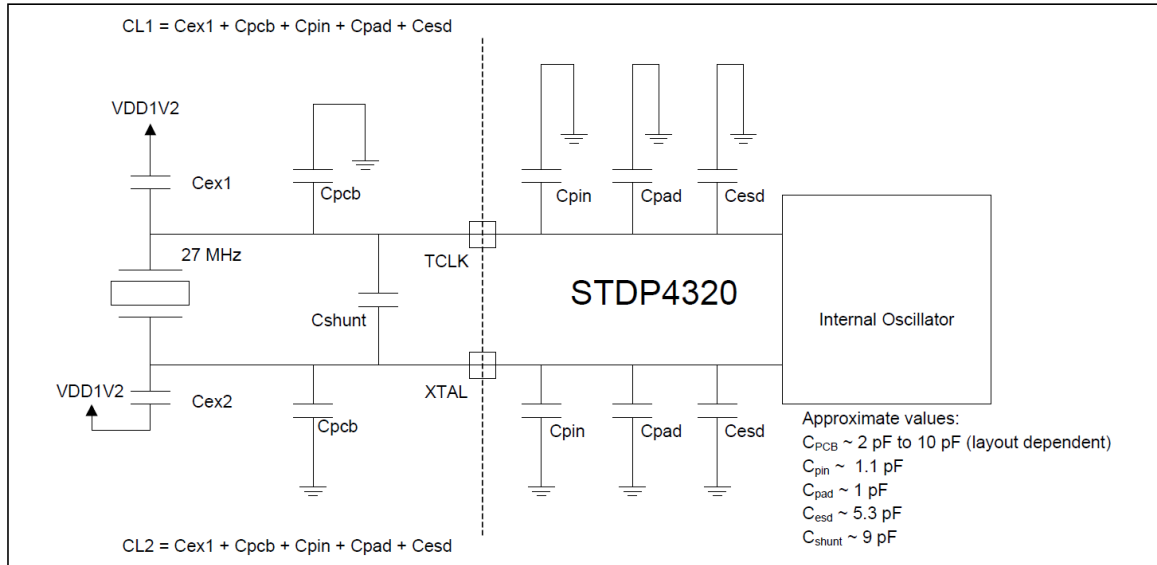 CL1 = Cex1 + Cpcb + Cpin + Cpad + Cesd
VDD1V2
Cex1
Cpcb
Cpin
Cpad
Cesd
27 MHz
TCLK
Cshunt
STDP4320
Internal Oscillator
VDD1V2
Cex2
XTAL
Cpcb
Cpin
Cpad
Cesd
Approximate values:
CPCB ~ 2 pF to 10 pF (layout dependent)
Cpin ~ 1.1 pF
Cpad ~ 1 pF
Cesd ~ 5.3 pF
Cshunt ~ 9 pF
CL2 = Cex1 + Cpcb + Cpin + Cpad + Cesd